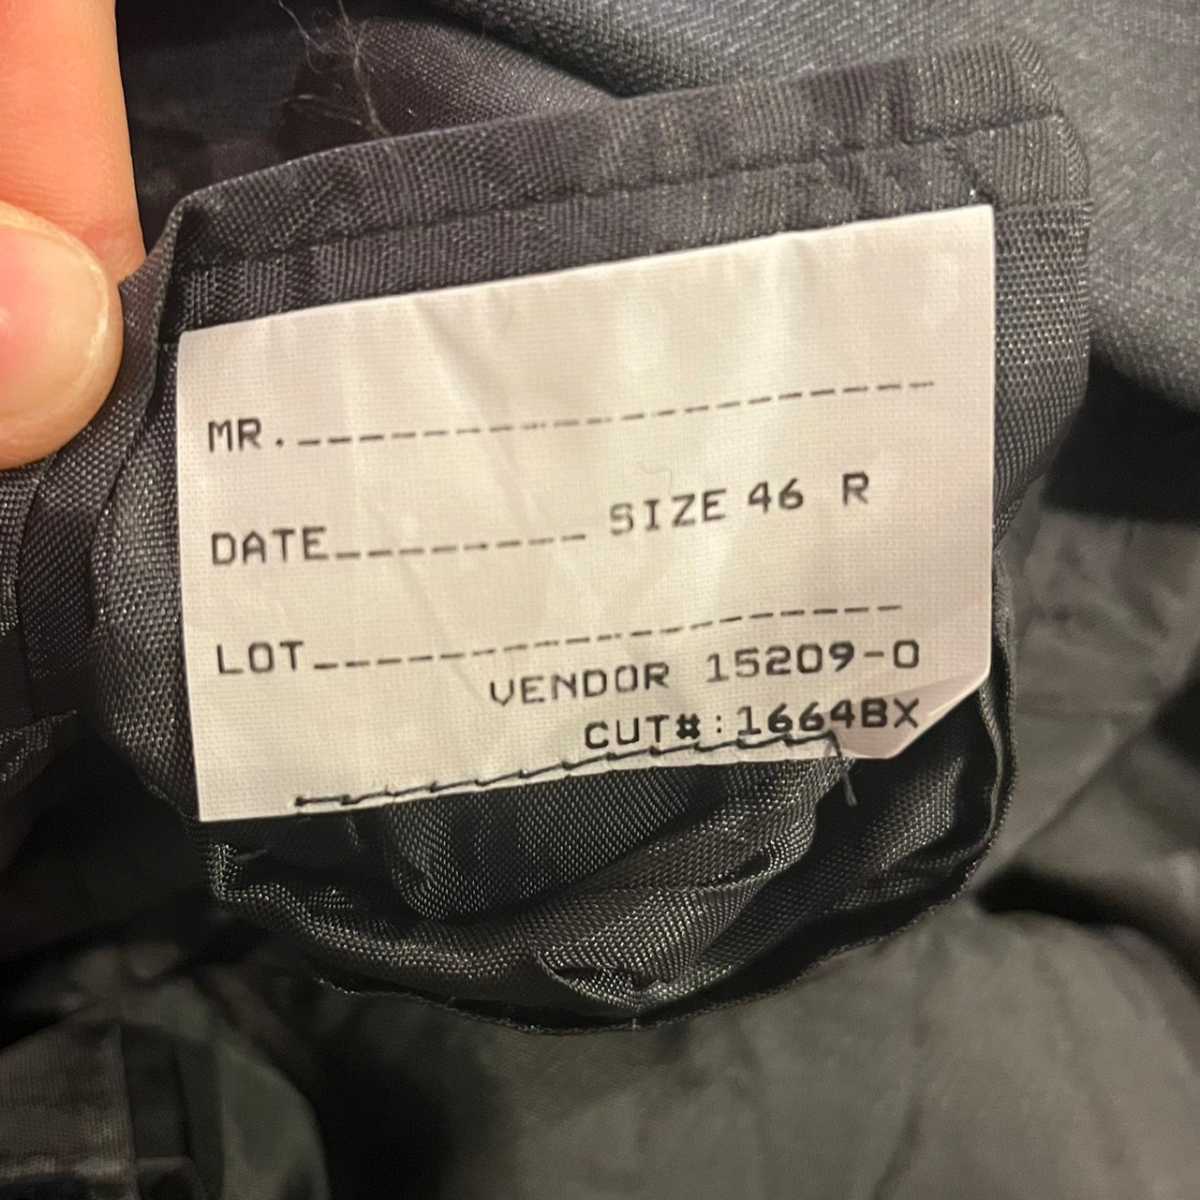 MR.
DATE SIZE 46 R
LOT
VENDOR 15209-0
CUT#:1664BX